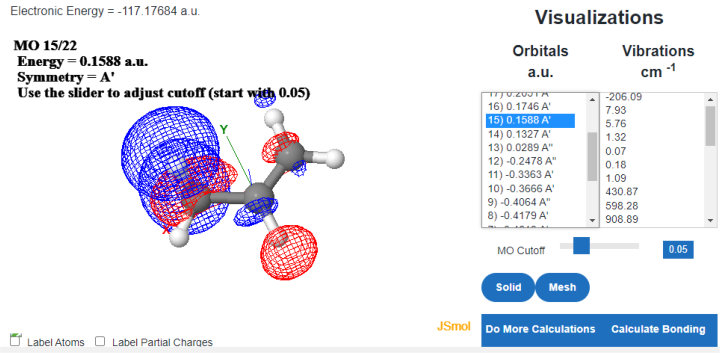 Electronic Energy = -117.17684 a.u.
MO 15/22
Energy = 0.1588 a.u.
Symmetry = A'
Use the slider to adjust cutoff (start with 0.05)
Y
X
Visualizations
Orbitals
a.u.
Vibrations
cm -1
16) 0.1746 A'
15) 0.1588 A'
14) 0.1327 A'
13) 0.0289 A"
12) -0.2478 A"
11) -0.3363 A'
10) -0.3666 A'
9) -0.4064 A"
8) -0.4179 A'
-206.09
7.93
5.76
1.32
0.07
0.18
1.09
430.87
598.28
908.89
MO Cutoff
0.05
Solid
Mesh
JSmol
Do More Calculations
Calculate Bonding
Label Atoms
Label Partial Charges